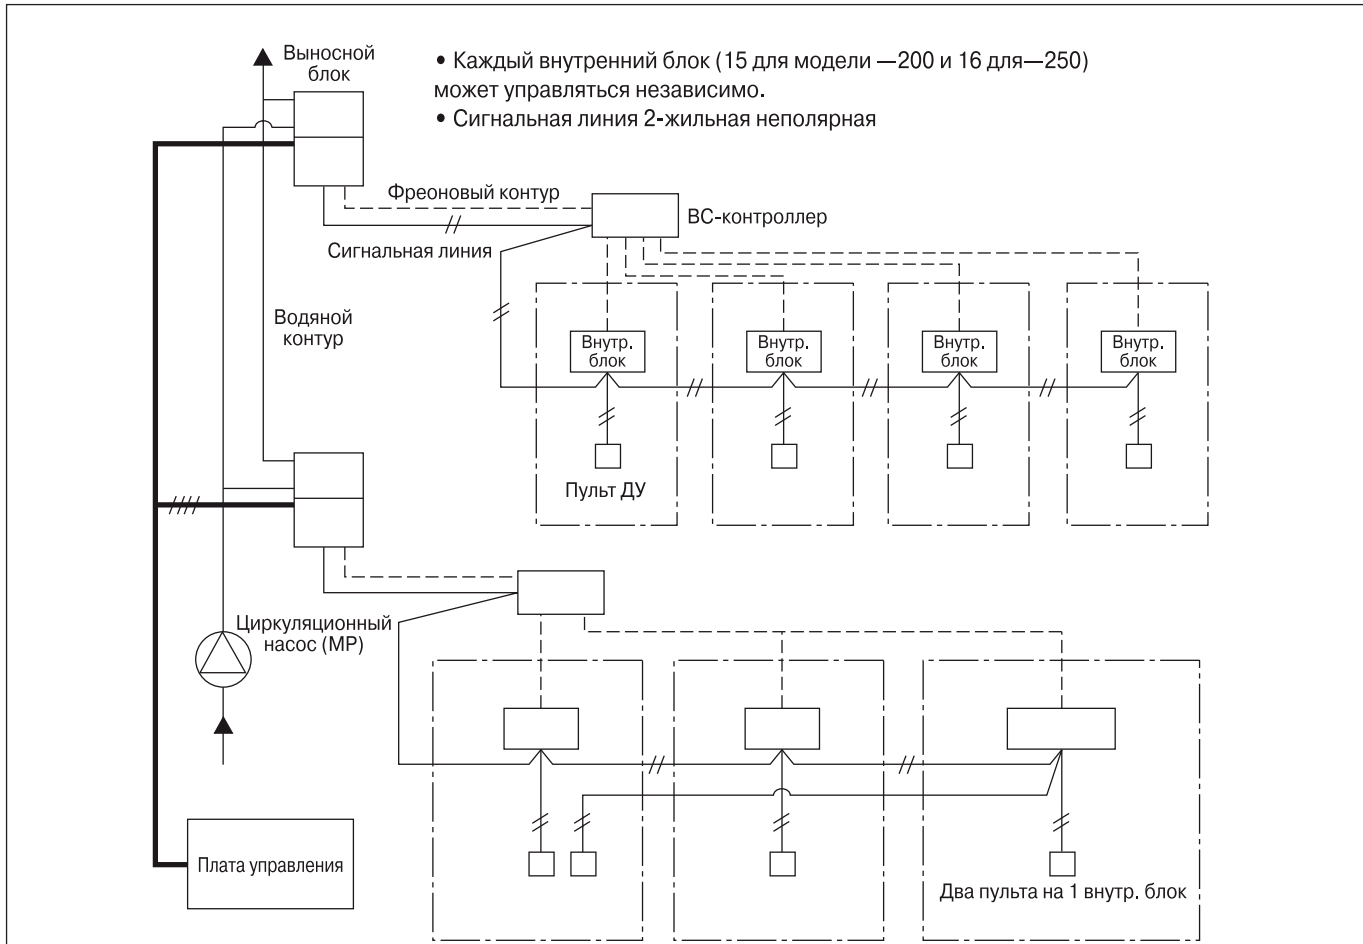 Выносной
блок
• Каждый внутренний блок (15 для модели —200 и 16 для—250)
может управляться независимо.
• Сигнальная линия 2-жильная неполярная
Фреоновый контур
ВС-контроллер
Сигнальная линия
Водяной
контур
Внутр.
блок
Внутр.
блок
Внутр.
блок
Внутр.
блок
Пульт ДУ
Циркуляционный
насос (МР)
Плата управления
Два пульта на 1 внутр. блок